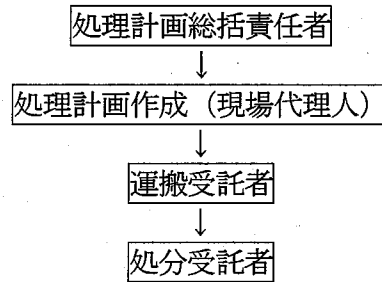 処理計画総括責任者
↓
処理計画作成（現場代理人）
↓
運搬受託者
↓
処分受託者